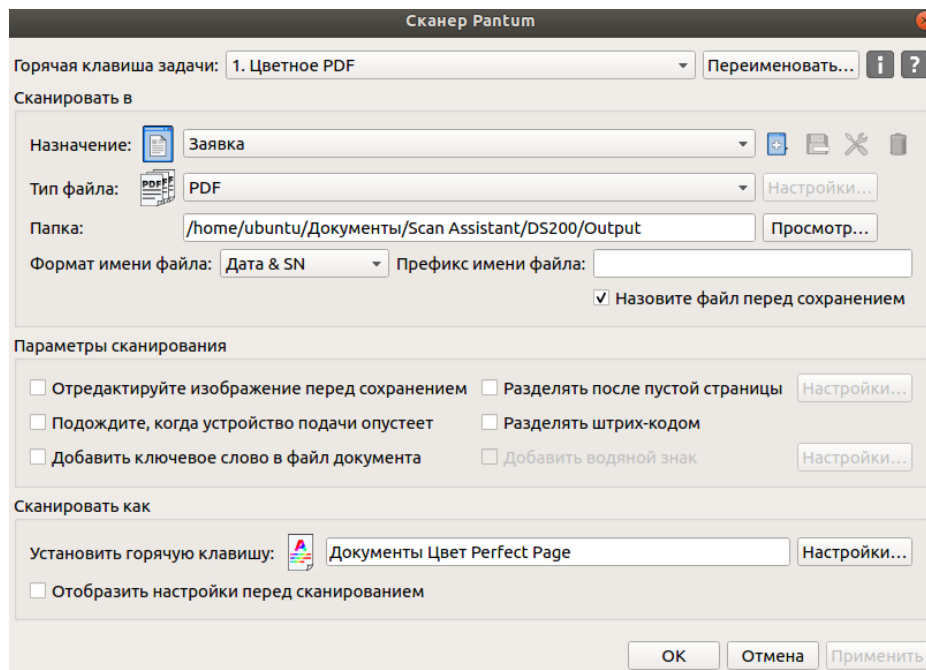 Сканер Pantum
Горячая клавиша задачи: 1. Цветное PDF Переименовать... i ?
Сканировать в
Назначение: Заявка
Тип файла: PDF PDF Настройки...
Папка: /home/ubuntu/Документы/Scan Assistant/DS200/Output Просмотр...
Формат имени файла: Дата & SN Префикс имени файла:
Назовите файл перед сохранением
Параметры сканирования
Отредактируйте изображение перед сохранением Разделять после пустой страницы Настройки...
Подождите, когда устройство подачи опустеет Разделять штрих-кодом
Добавить ключевое слово в файл документа Добавить водяной знак Настройки...
Сканировать как
Установить горячую клавишу: A Документы Цвет Perfect Page Настройки...
Отобразить настройки перед сканированием
OK Отмена Применить